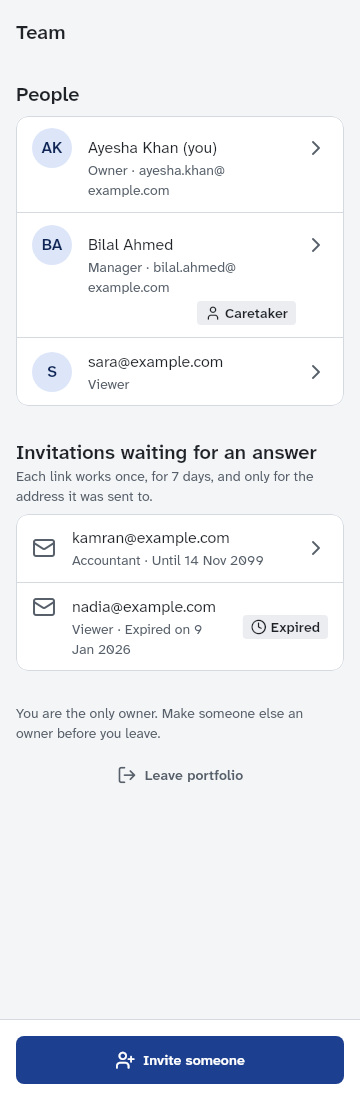 Team
People
AK
Ayesha Khan (you)
Owner · ayesha.khan@
example.com
BA
Bilal Ahmed
Manager · bilal.ahmed@
example.com
Caretaker
S
sara@example.com
Viewer
Invitations waiting for an answer
Each link works once, for 7 days, and only for the
address it was sent to.
kamran@example.com
Accountant · Until 14 Nov 2099
nadia@example.com
Viewer · Expired on 9
Jan 2026
Expired
You are the only owner. Make someone else an
owner before you leave.
Leave portfolio
Invite someone